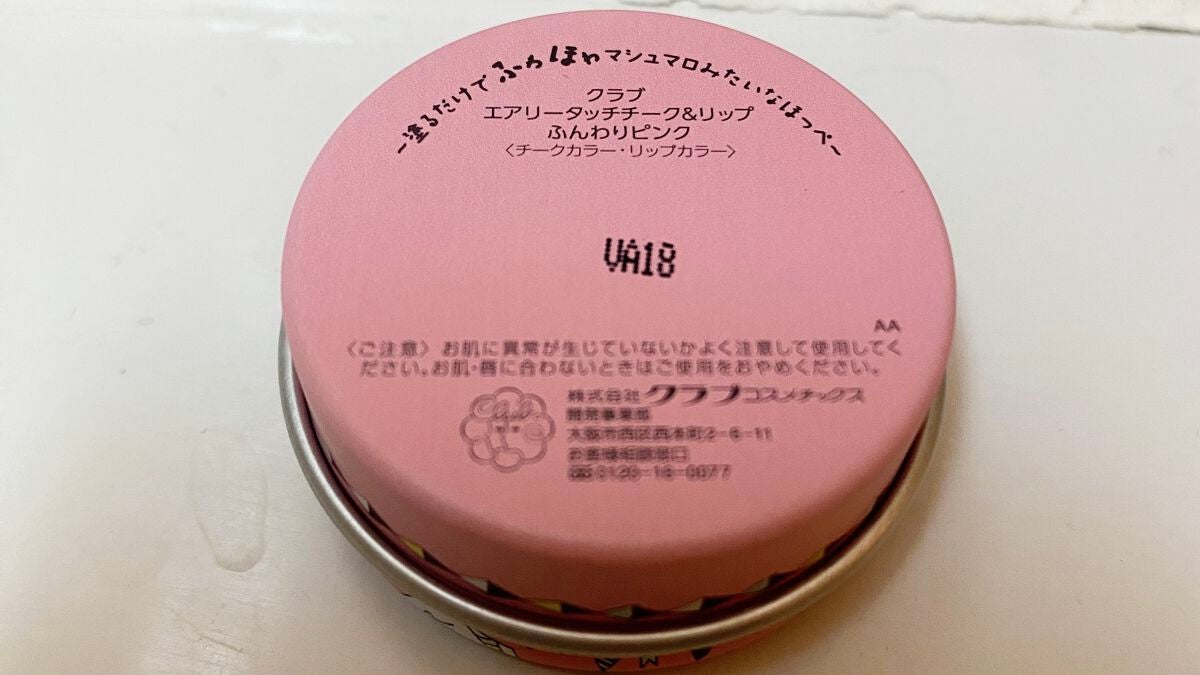 -塗るだけでふわほわマシュマロみたいなほっぺ-
クラブ
エアリータッチチーク&リップ
ふんわりピンク
〈チークカラー・リップカラー〉
VA18
AA
〈ご注意〉お肌に異常が生じていないかよく注意して使用してく
ださい。お肌・唇に合わないときはご使用をおやめください。
株式会社 クラブコスメチックス
開発事業部
大阪市西区西本町2-6-11
お客様相談窓口
0120-16-0077